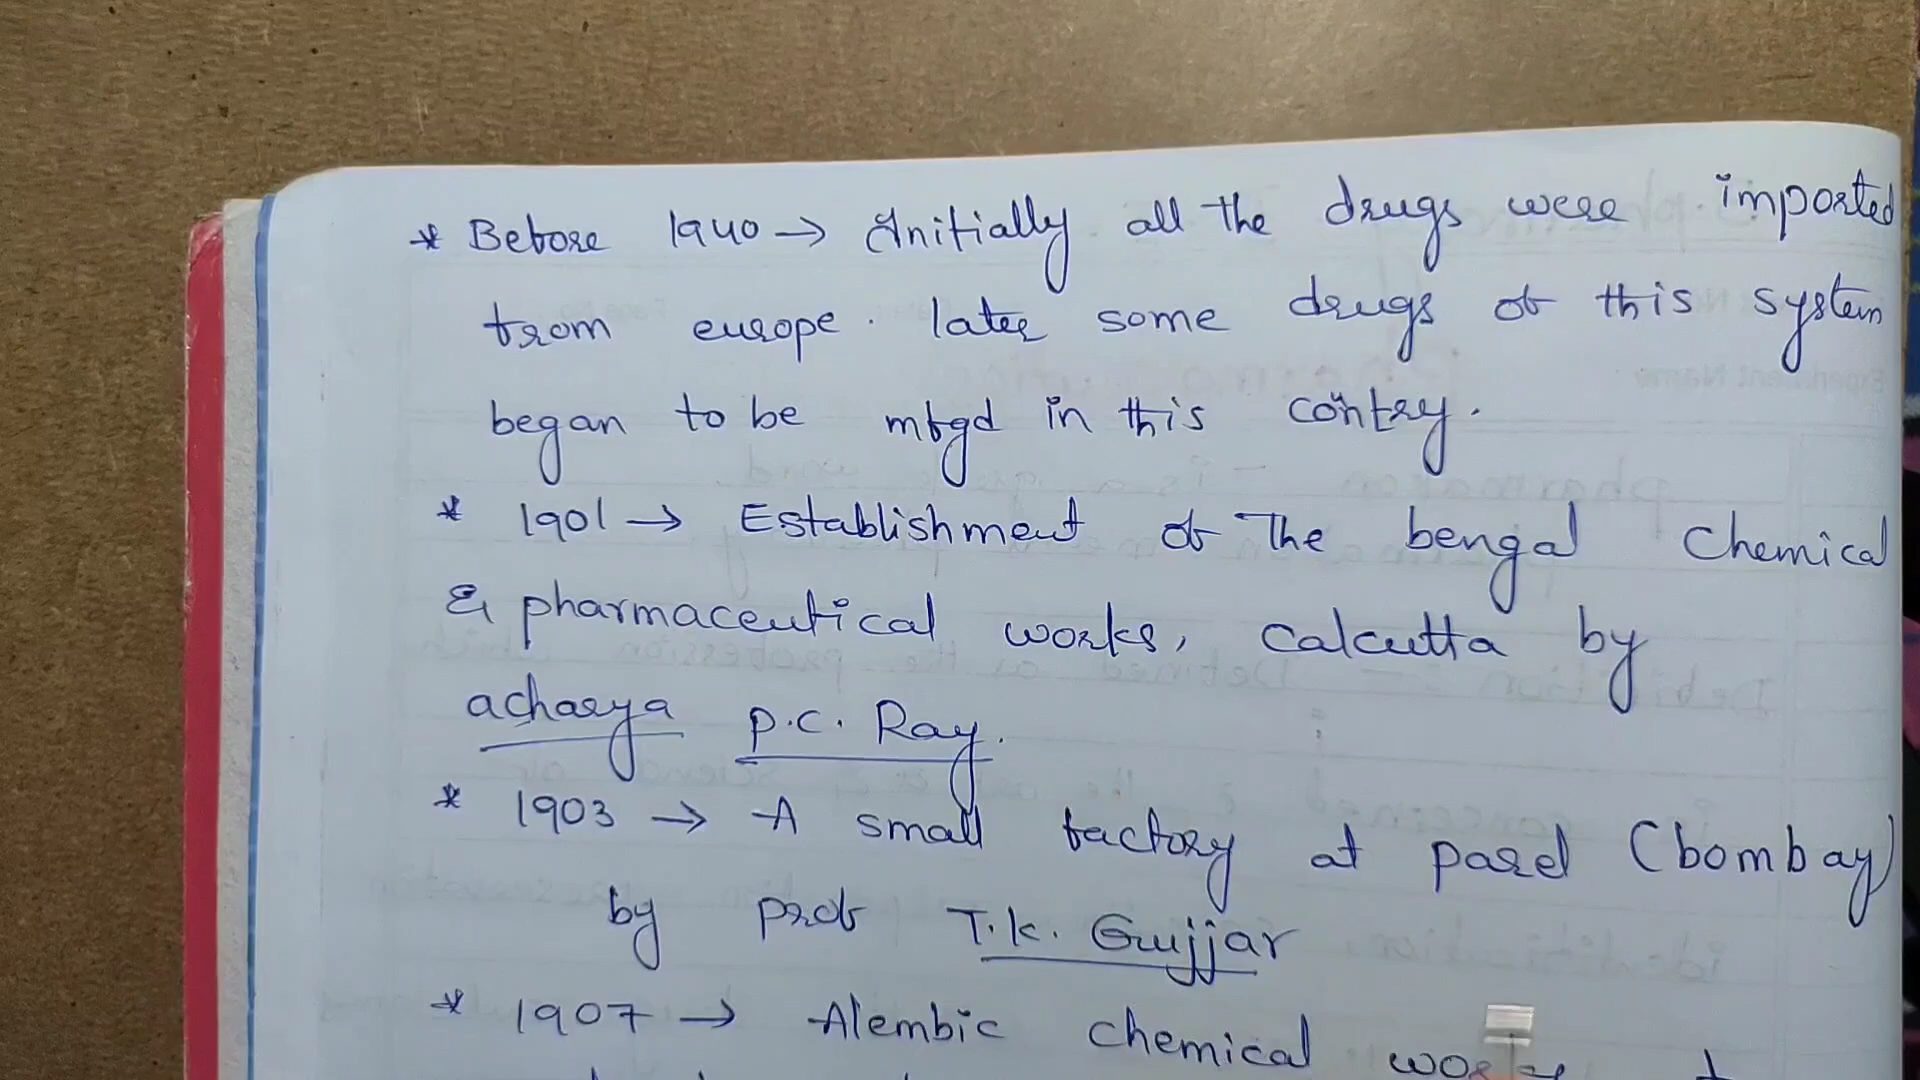 * Before 1940 → Initially all the drugs were imported
from europe. later some drugs of this system
began to be mfgd in this contry.
* 1901 → Establishment of The bengal Chemical
& pharmaceutical works, Calcutta by
acharya P.C. Ray.
* 1903 → A small factory at parel (bombay)
by prof T.K. Gujjar
* 1907 → Alembic Chemical